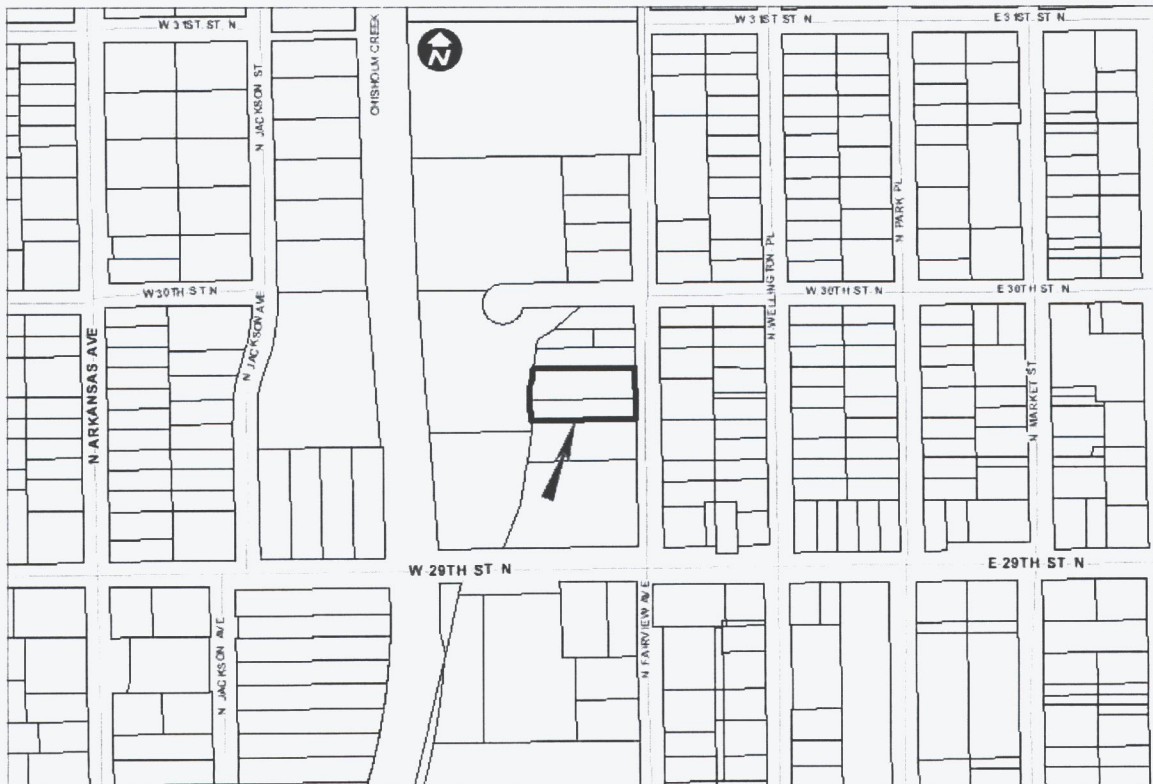 W 31ST ST N
W 31ST ST N
E 31ST ST N
N
CHISHOLM CREEK
N JACKSON ST
N PARK PL
N WELLINGTON PL
W 30TH ST N
W 30TH ST N
E 30TH ST N
N JACKSON AVE
N ARKANSAS AVE
N MARKET ST
W 29TH ST N
E 29TH ST N
N JACKSON AVE
N FAIRVIEW AVE